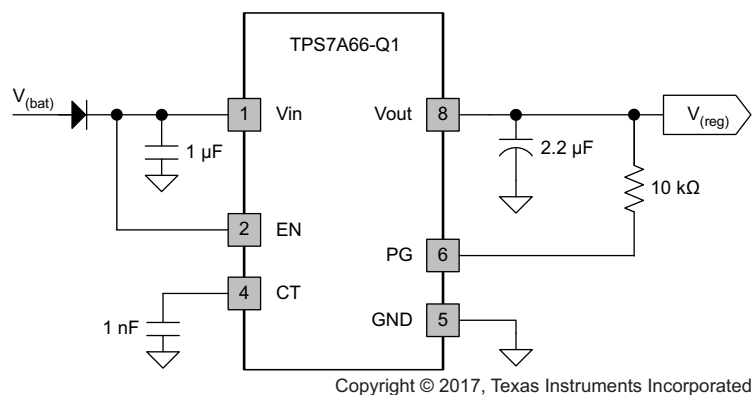 TPS7A66-Q1
V(bat)
1 Vin
Vout 8
V(reg)
1 µF
2.2 µF
10 kΩ
2 EN
PG 6
4 CT
1 nF
GND 5
Copyright © 2017, Texas Instruments Incorporated